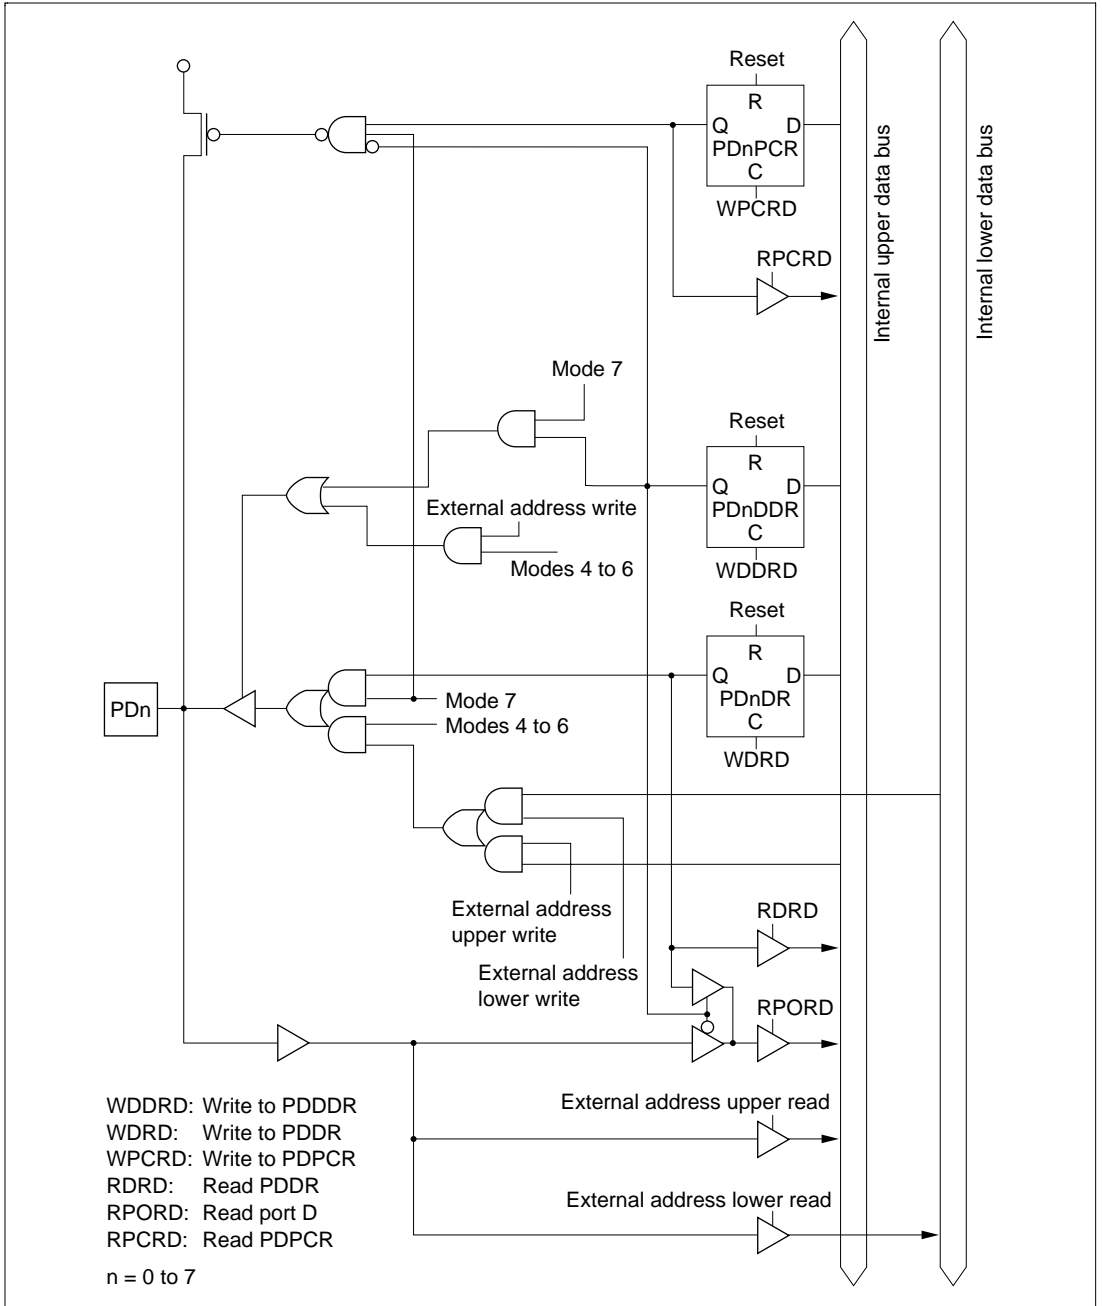 Reset
R
Q D
PDnPCR
C
WPCRD
RPCRD
Internal upper data bus
Internal lower data bus
Mode 7
Reset
R
Q D
PDnDDR
C
WDDRD
External address write
Modes 4 to 6
Reset
R
Q D
PDnDR
C
WDRD
PDn
Mode 7
Modes 4 to 6
External address
upper write
External address
lower write
RDRD
RPORD
External address upper read
External address lower read
WDDRD: Write to PDDDR
WDRD: Write to PDDR
WPCRD: Write to PDPCR
RDRD: Read PDDR
RPORD: Read port D
RPCRD: Read PDPCR
n = 0 to 7